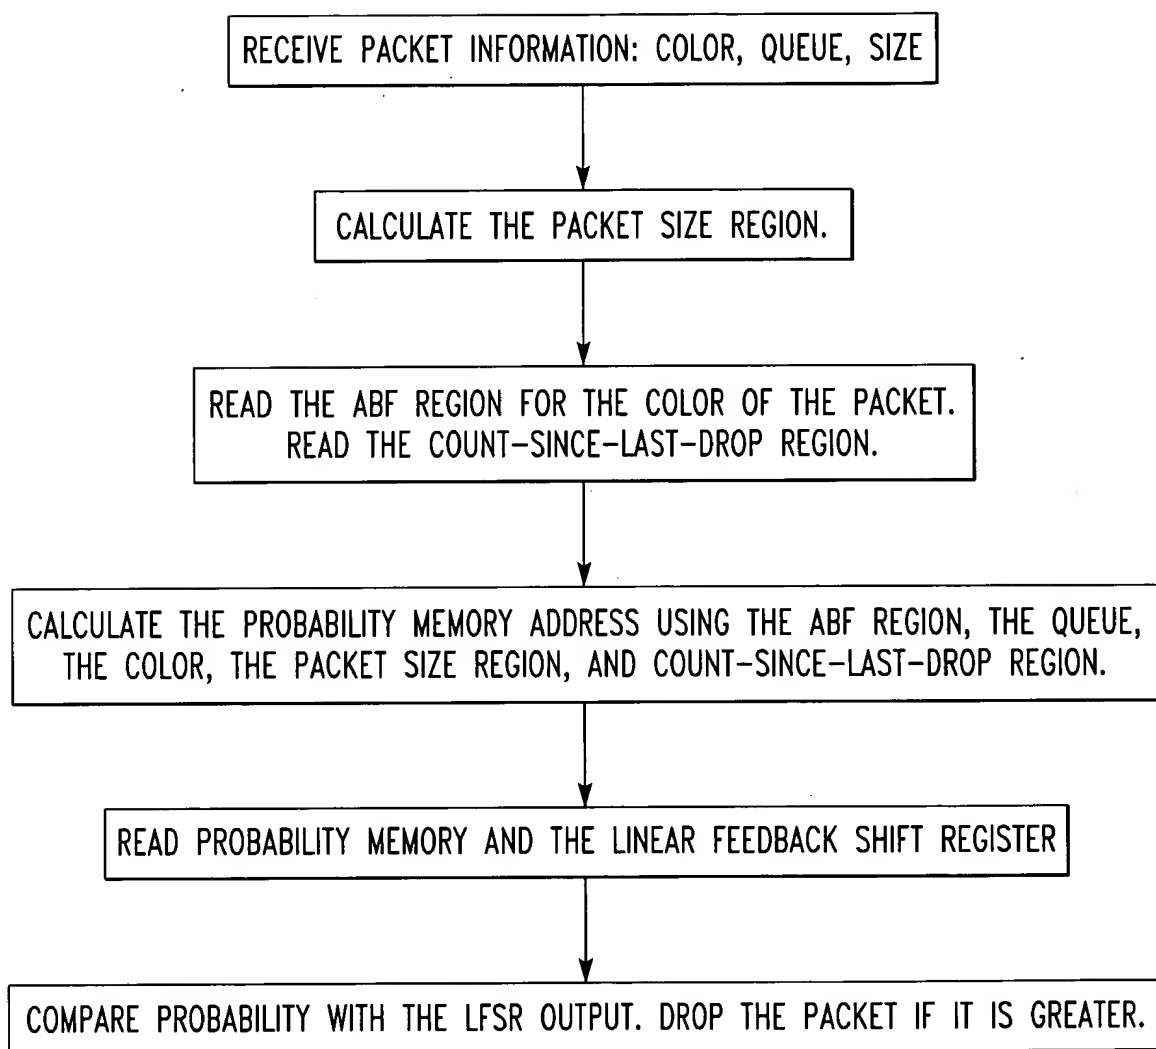 RECEIVE PACKET INFORMATION: COLOR, QUEUE, SIZE
CALCULATE THE PACKET SIZE REGION.
READ THE ABF REGION FOR THE COLOR OF THE PACKET.
READ THE COUNT-SINCE-LAST-DROP REGION.
CALCULATE THE PROBABILITY MEMORY ADDRESS USING THE ABF REGION, THE QUEUE,
THE COLOR, THE PACKET SIZE REGION, AND COUNT-SINCE-LAST-DROP REGION.
READ PROBABILITY MEMORY AND THE LINEAR FEEDBACK SHIFT REGISTER
COMPARE PROBABILITY WITH THE LFSR OUTPUT. DROP THE PACKET IF IT IS GREATER.